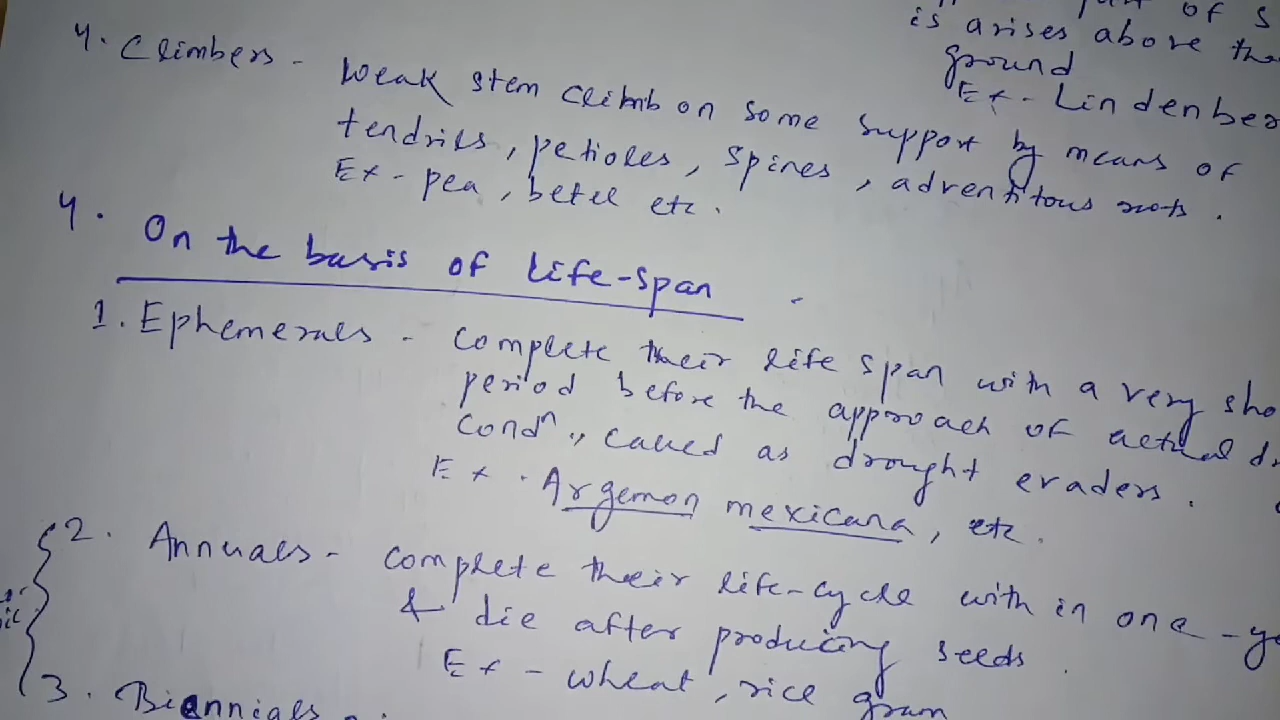 of S
is arises above the
ground
Ex - Lindenber
4. Climbers - Weak stem climb on some support by means of
tendrils, petioles, spines, adventitous roots.
Ex - pea, betel etc.
4. On the basis of life-span
1. Ephemerals - Complete their life span with a very sho
period before the approach of actual d
Condⁿ., called as drought evaders.
Ex. Argemon mexicana, etc.
2. Annuals - Complete their life-cycle with in one - ye
& die after producing seeds.
Ex - wheat, rice gram
3. Biennials -